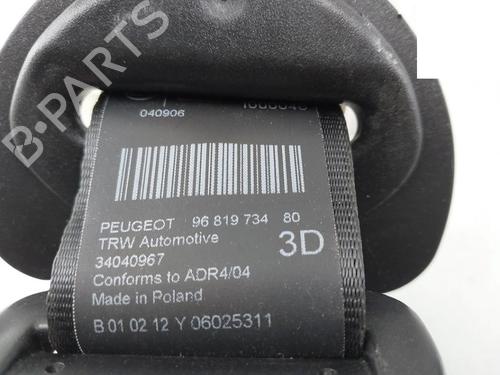 040906
PEUGEOT 96 819 734 80
TRW Automotive 3D
34040967
Conforms to ADR4/04
Made in Poland
B 01 02 12 Y 06025311
B-PARTS